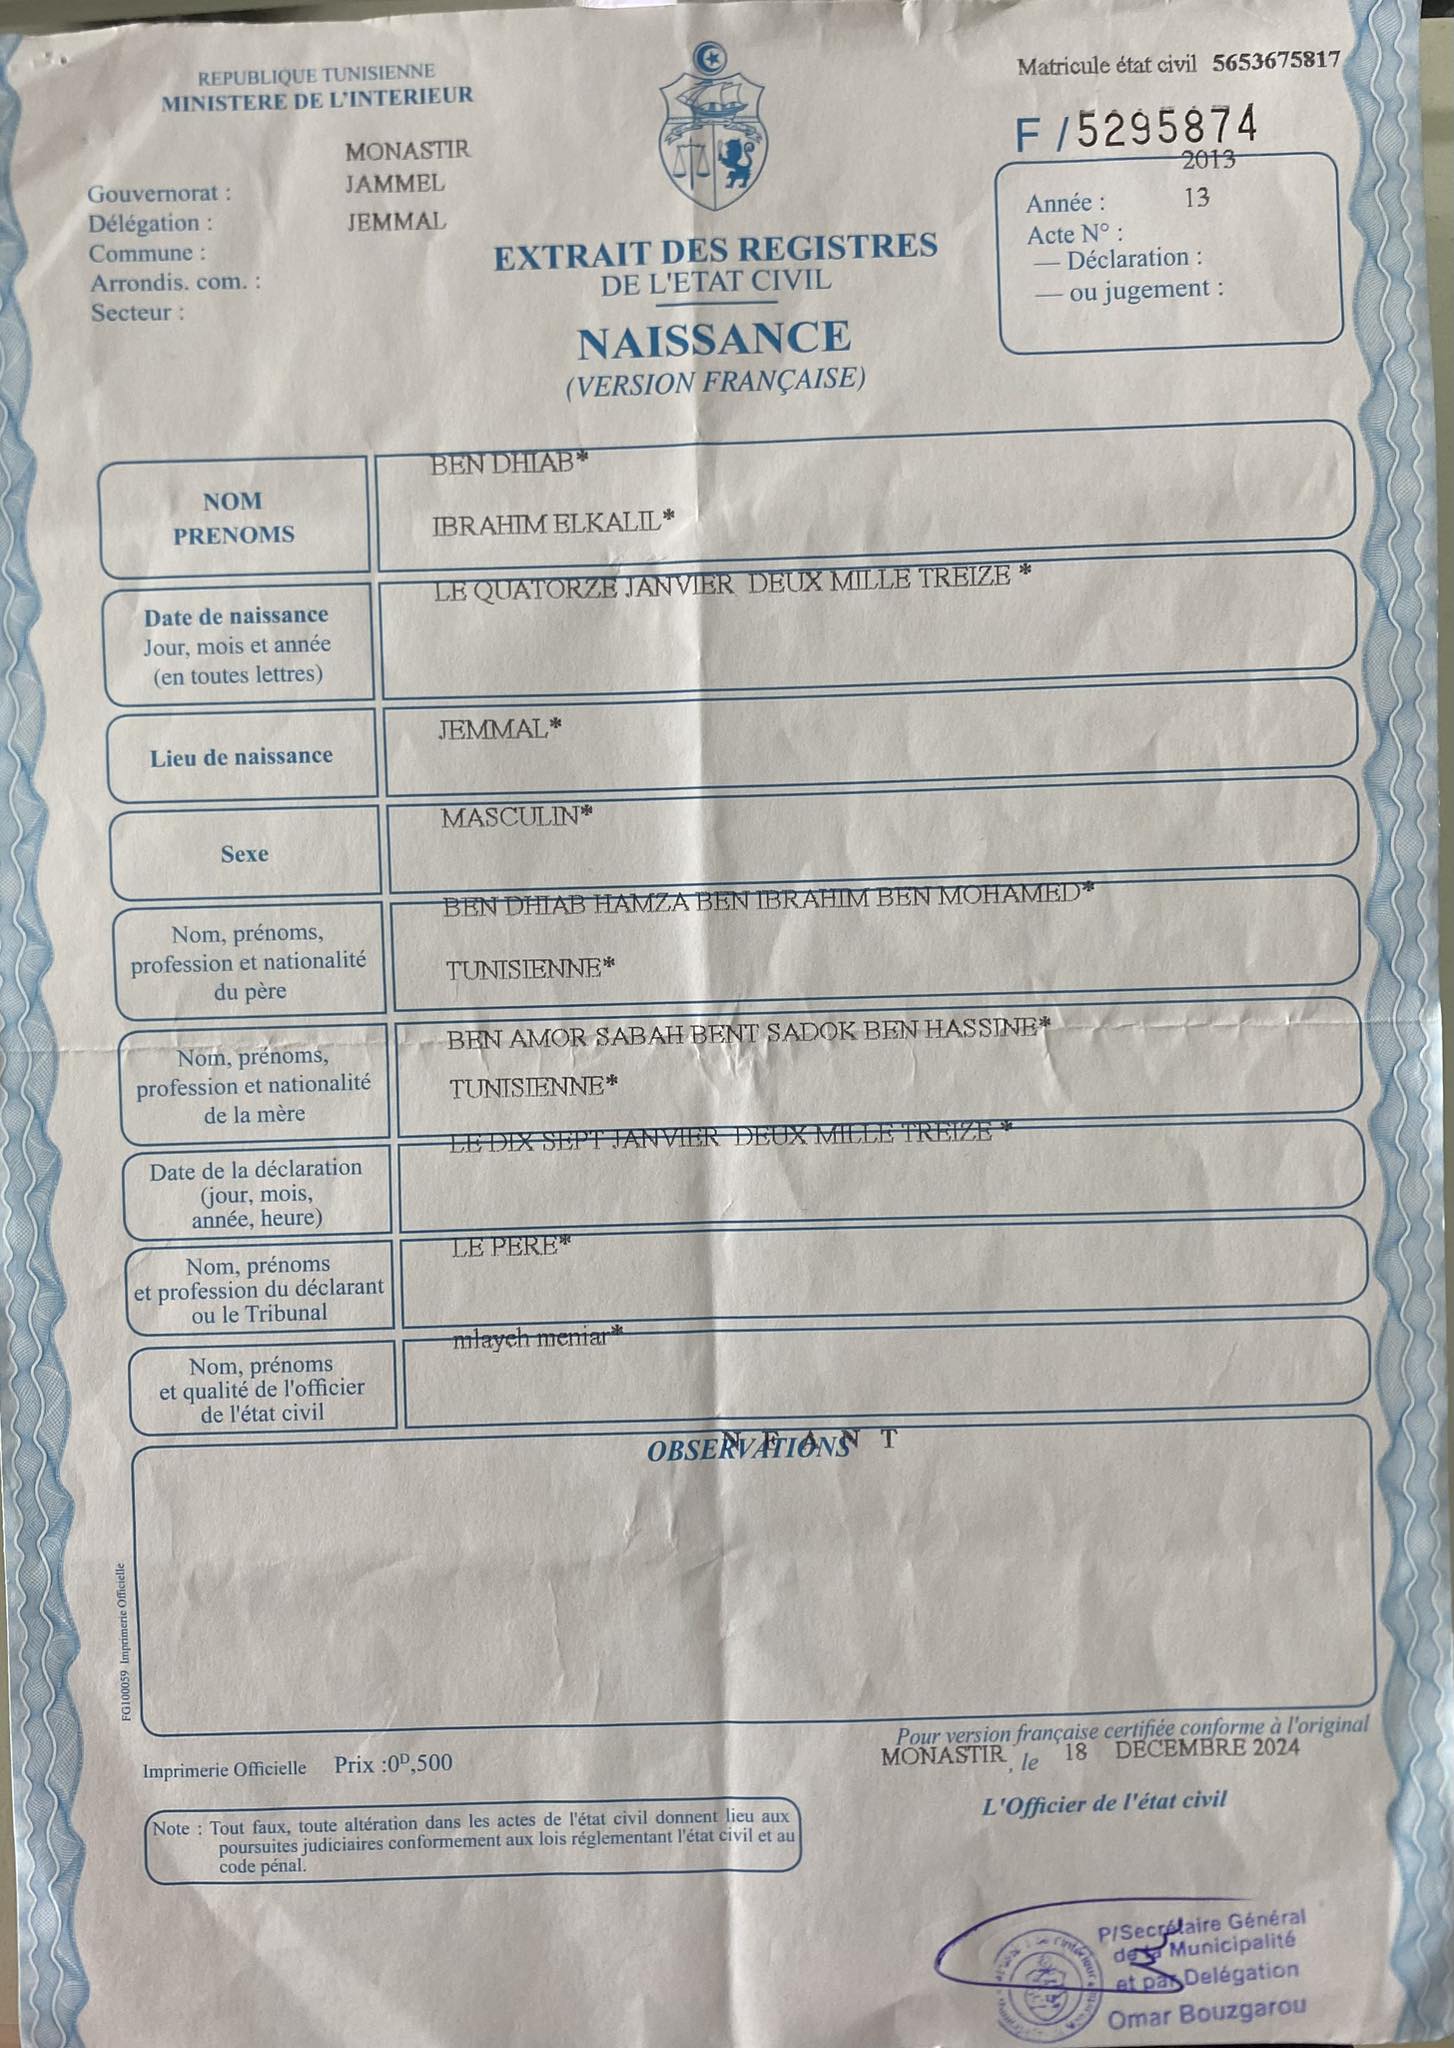 REPUBLIQUE TUNISIENNE
MINISTERE DE L'INTERIEUR
Matricule état civil 5653675817
F / 5295874
MONASTIR
JAMMEL
JEMMAL
Gouvernorat :
Délégation :
Commune :
Arrondis. com. :
Secteur :
2013
Année : 13
Acte N° :
— Déclaration :
— ou jugement :
EXTRAIT DES REGISTRES
DE L'ETAT CIVIL
NAISSANCE
(VERSION FRANÇAISE)
NOM
PRENOMS
BEN DHIAB*
IBRAHIM ELKALIL*
Date de naissance
Jour, mois et année
(en toutes lettres)
LE QUATORZE JANVIER DEUX MILLE TREIZE *
Lieu de naissance
JEMMAL*
Sexe
MASCULIN*
Nom, prénoms,
profession et nationalité
du père
BEN DHIAB HAMZA BEN IBRAHIM BEN MOHAMED*
TUNISIENNE*
Nom, prénoms,
profession et nationalité
de la mère
BEN AMOR SABAH BENT SADOK BEN HASSINE*
TUNISIENNE*
Date de la déclaration
(jour, mois,
année, heure)
LE DIX SEPT JANVIER DEUX MILLE TREIZE *
Nom, prénoms
et profession du déclarant
ou le Tribunal
LE PERE*
Nom, prénoms
et qualité de l'officier
de l'état civil
mlayeh meniar*
OBSERVATIONS
N E A N T
FG100059 Imprimerie Officielle
Pour version française certifiée conforme à l'original
MONASTIR, le 18 DECEMBRE 2024
Imprimerie Officielle Prix :0D,500
L'Officier de l'état civil
Note : Tout faux, toute altération dans les actes de l'état civil donnent lieu aux
poursuites judiciaires conformement aux lois réglementant l'état civil et au
code pénal.
P/Secrétaire Général
de la Municipalité
et par Delégation
Omar Bouzgarou